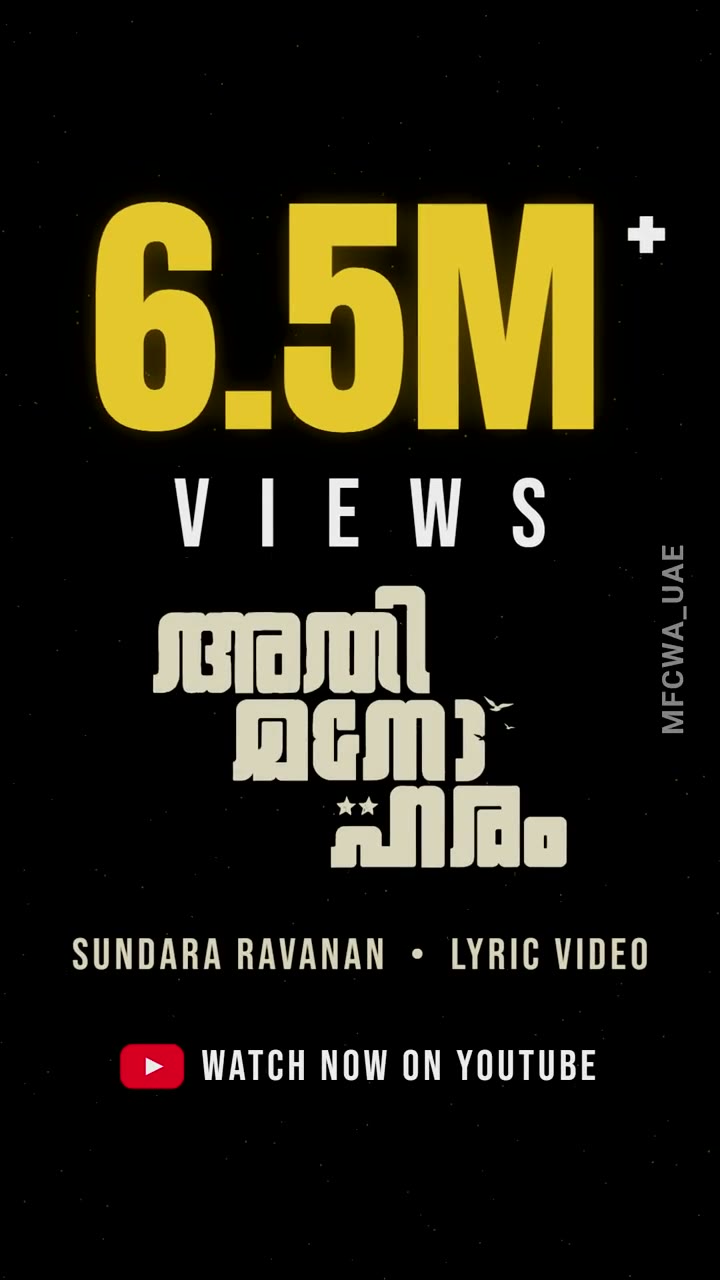 6.5M+
VIEWS
അതി
മനോ
ഹരം
SUNDARA RAVANAN • LYRIC VIDEO
WATCH NOW ON YOUTUBE
MFCWA_UAE